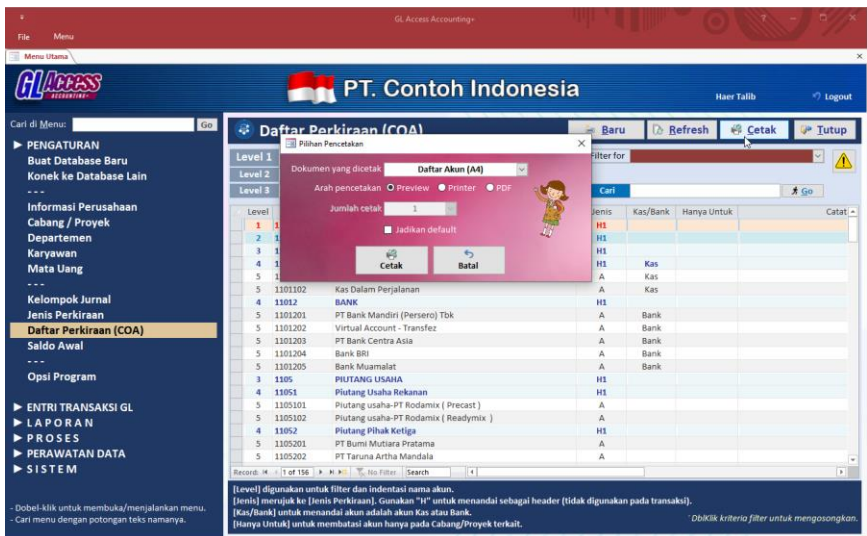 GL Access Accounting+
File Menu
Menu Utama
GL Access
ACCOUNTING+
PT. Contoh Indonesia
Haer Talib
Logout
Cari di Menu:
Go
► PENGATURAN
Buat Database Baru
Konek ke Database Lain
---
Informasi Perusahaan
Cabang / Proyek
Departemen
Karyawan
Mata Uang
---
Kelompok Jurnal
Jenis Perkiraan
Daftar Perkiraan (COA)
Saldo Awal
---
Opsi Program
► ENTRI TRANSAKSI GL
► L A P O R A N
► P R O S E S
► PERAWATAN DATA
► S I S T E M
- Dobel-klik untuk membuka/menjalankan menu.
- Cari menu dengan potongan teks namanya.
Daftar Perkiraan (COA)
Baru Refresh Cetak Tutup
Level 1
Level 2
Level 3
Filter for
Cari
Go
Pilihan Pencetakan
Dokumen yang dicetak Daftar Akun (A4)
Arah pencetakan Preview Printer PDF
Jumlah cetak 1
Jadikan default
Cetak Batal
Level Jenis Kas/Bank Hanya Untuk Catat
1 1 H1
2 1 H1
3 1 H1
4 1 H1 Kas
5 1 A Kas
5 1101102 Kas Dalam Perjalanan A Kas
4 11012 BANK H1
5 1101201 PT Bank Mandiri (Persero) Tbk A Bank
5 1101202 Virtual Account - Transfez A Bank
5 1101203 PT Bank Centra Asia A Bank
5 1101204 Bank BRI A Bank
5 1101205 Bank Muamalat A Bank
3 1105 PIUTANG USAHA H1
4 11051 Piutang Usaha Rekanan H1
5 1105101 Piutang usaha-PT Rodamix ( Precast ) A
5 1105102 Piutang usaha-PT Rodamix ( Readymix ) A
4 11052 Piutang Pihak Ketiga H1
5 1105201 PT Bumi Mutiara Pratama A
5 1105202 PT Taruna Artha Mandala A
Record: 1 of 156 No Filter Search
[Level] digunakan untuk filter dan indentasi nama akun.
[Jenis] merujuk ke [Jenis Perkiraan]. Gunakan "H" untuk menandai sebagai header (tidak digunakan pada transaksi).
[Kas/Bank] untuk menandai akun adalah akun Kas atau Bank.
[Hanya Untuk] untuk membatasi akun hanya pada Cabang/Proyek terkait.
*DblKlik kriteria filter untuk mengosongkan.